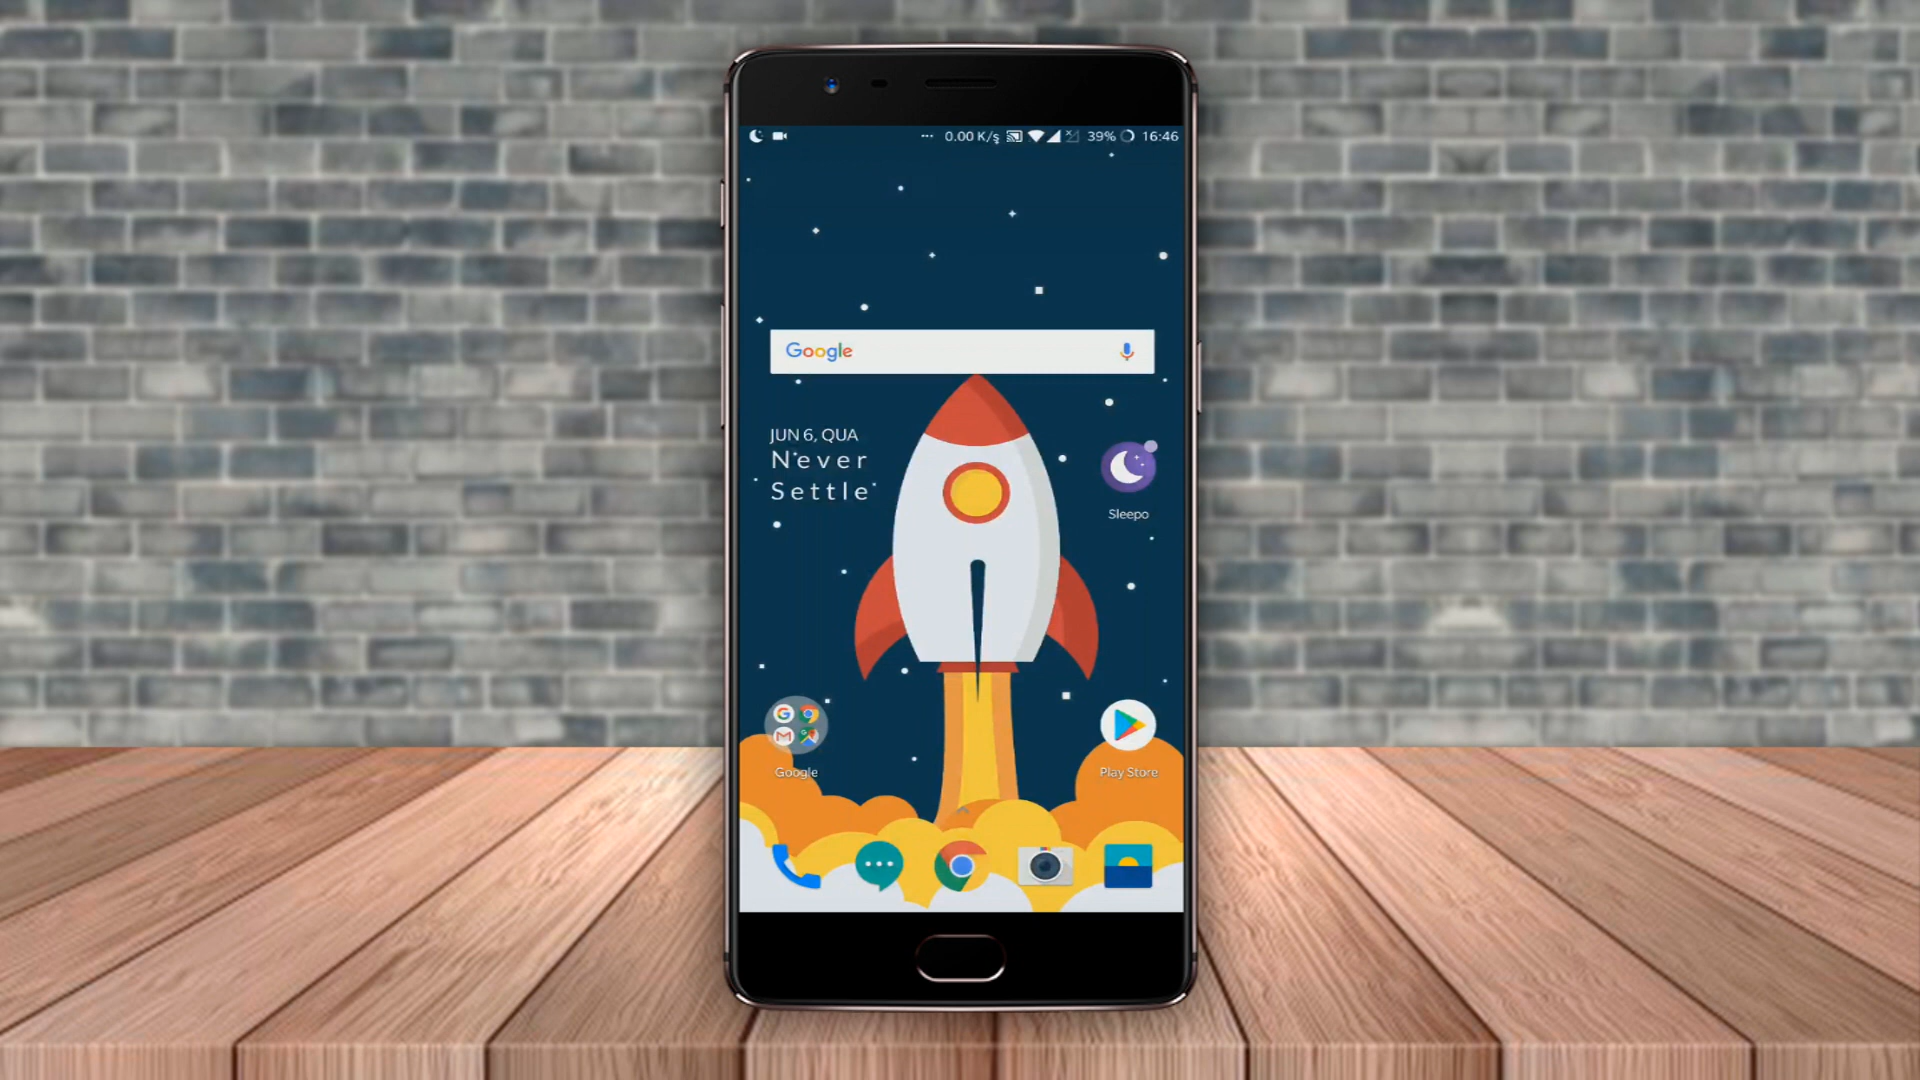 0.00 K/s 39% 16:46
Google
JUN 6, QUA
Never
Settle
Sleepo
Google
Play Store